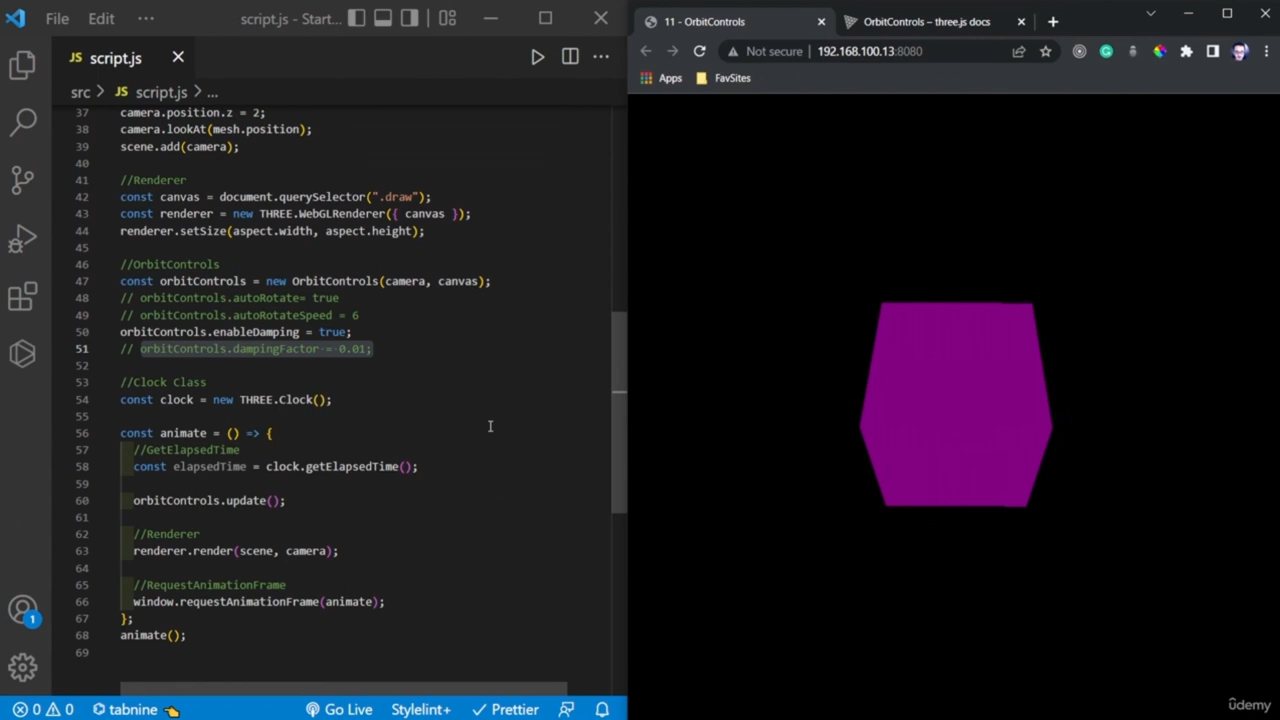 File Edit ··· script.js - Start...
JS script.js
src > JS script.js > ...
37 camera.position.z = 2;
38 camera.lookAt(mesh.position);
39 scene.add(camera);
40
41 //Renderer
42 const canvas = document.querySelector(".draw");
43 const renderer = new THREE.WebGLRenderer({ canvas });
44 renderer.setSize(aspect.width, aspect.height);
45
46 //OrbitControls
47 const orbitControls = new OrbitControls(camera, canvas);
48 // orbitControls.autoRotate= true
49 // orbitControls.autoRotateSpeed = 6
50 orbitControls.enableDamping = true;
51 // orbitControls.dampingFactor = 0.01;
52
53 //Clock Class
54 const clock = new THREE.Clock();
55
56 const animate = () => {
57 //GetElapsedTime
58 const elapsedTime = clock.getElapsedTime();
59
60 orbitControls.update();
61
62 //Renderer
63 renderer.render(scene, camera);
64
65 //RequestAnimationFrame
66 window.requestAnimationFrame(animate);
67 };
68 animate();
69
1
0 0 tabnine Go Live Stylelint+ Prettier
11 - OrbitControls OrbitControls – three.js docs
Not secure 192.168.100.13:8080
Apps FavSites
ûdemy